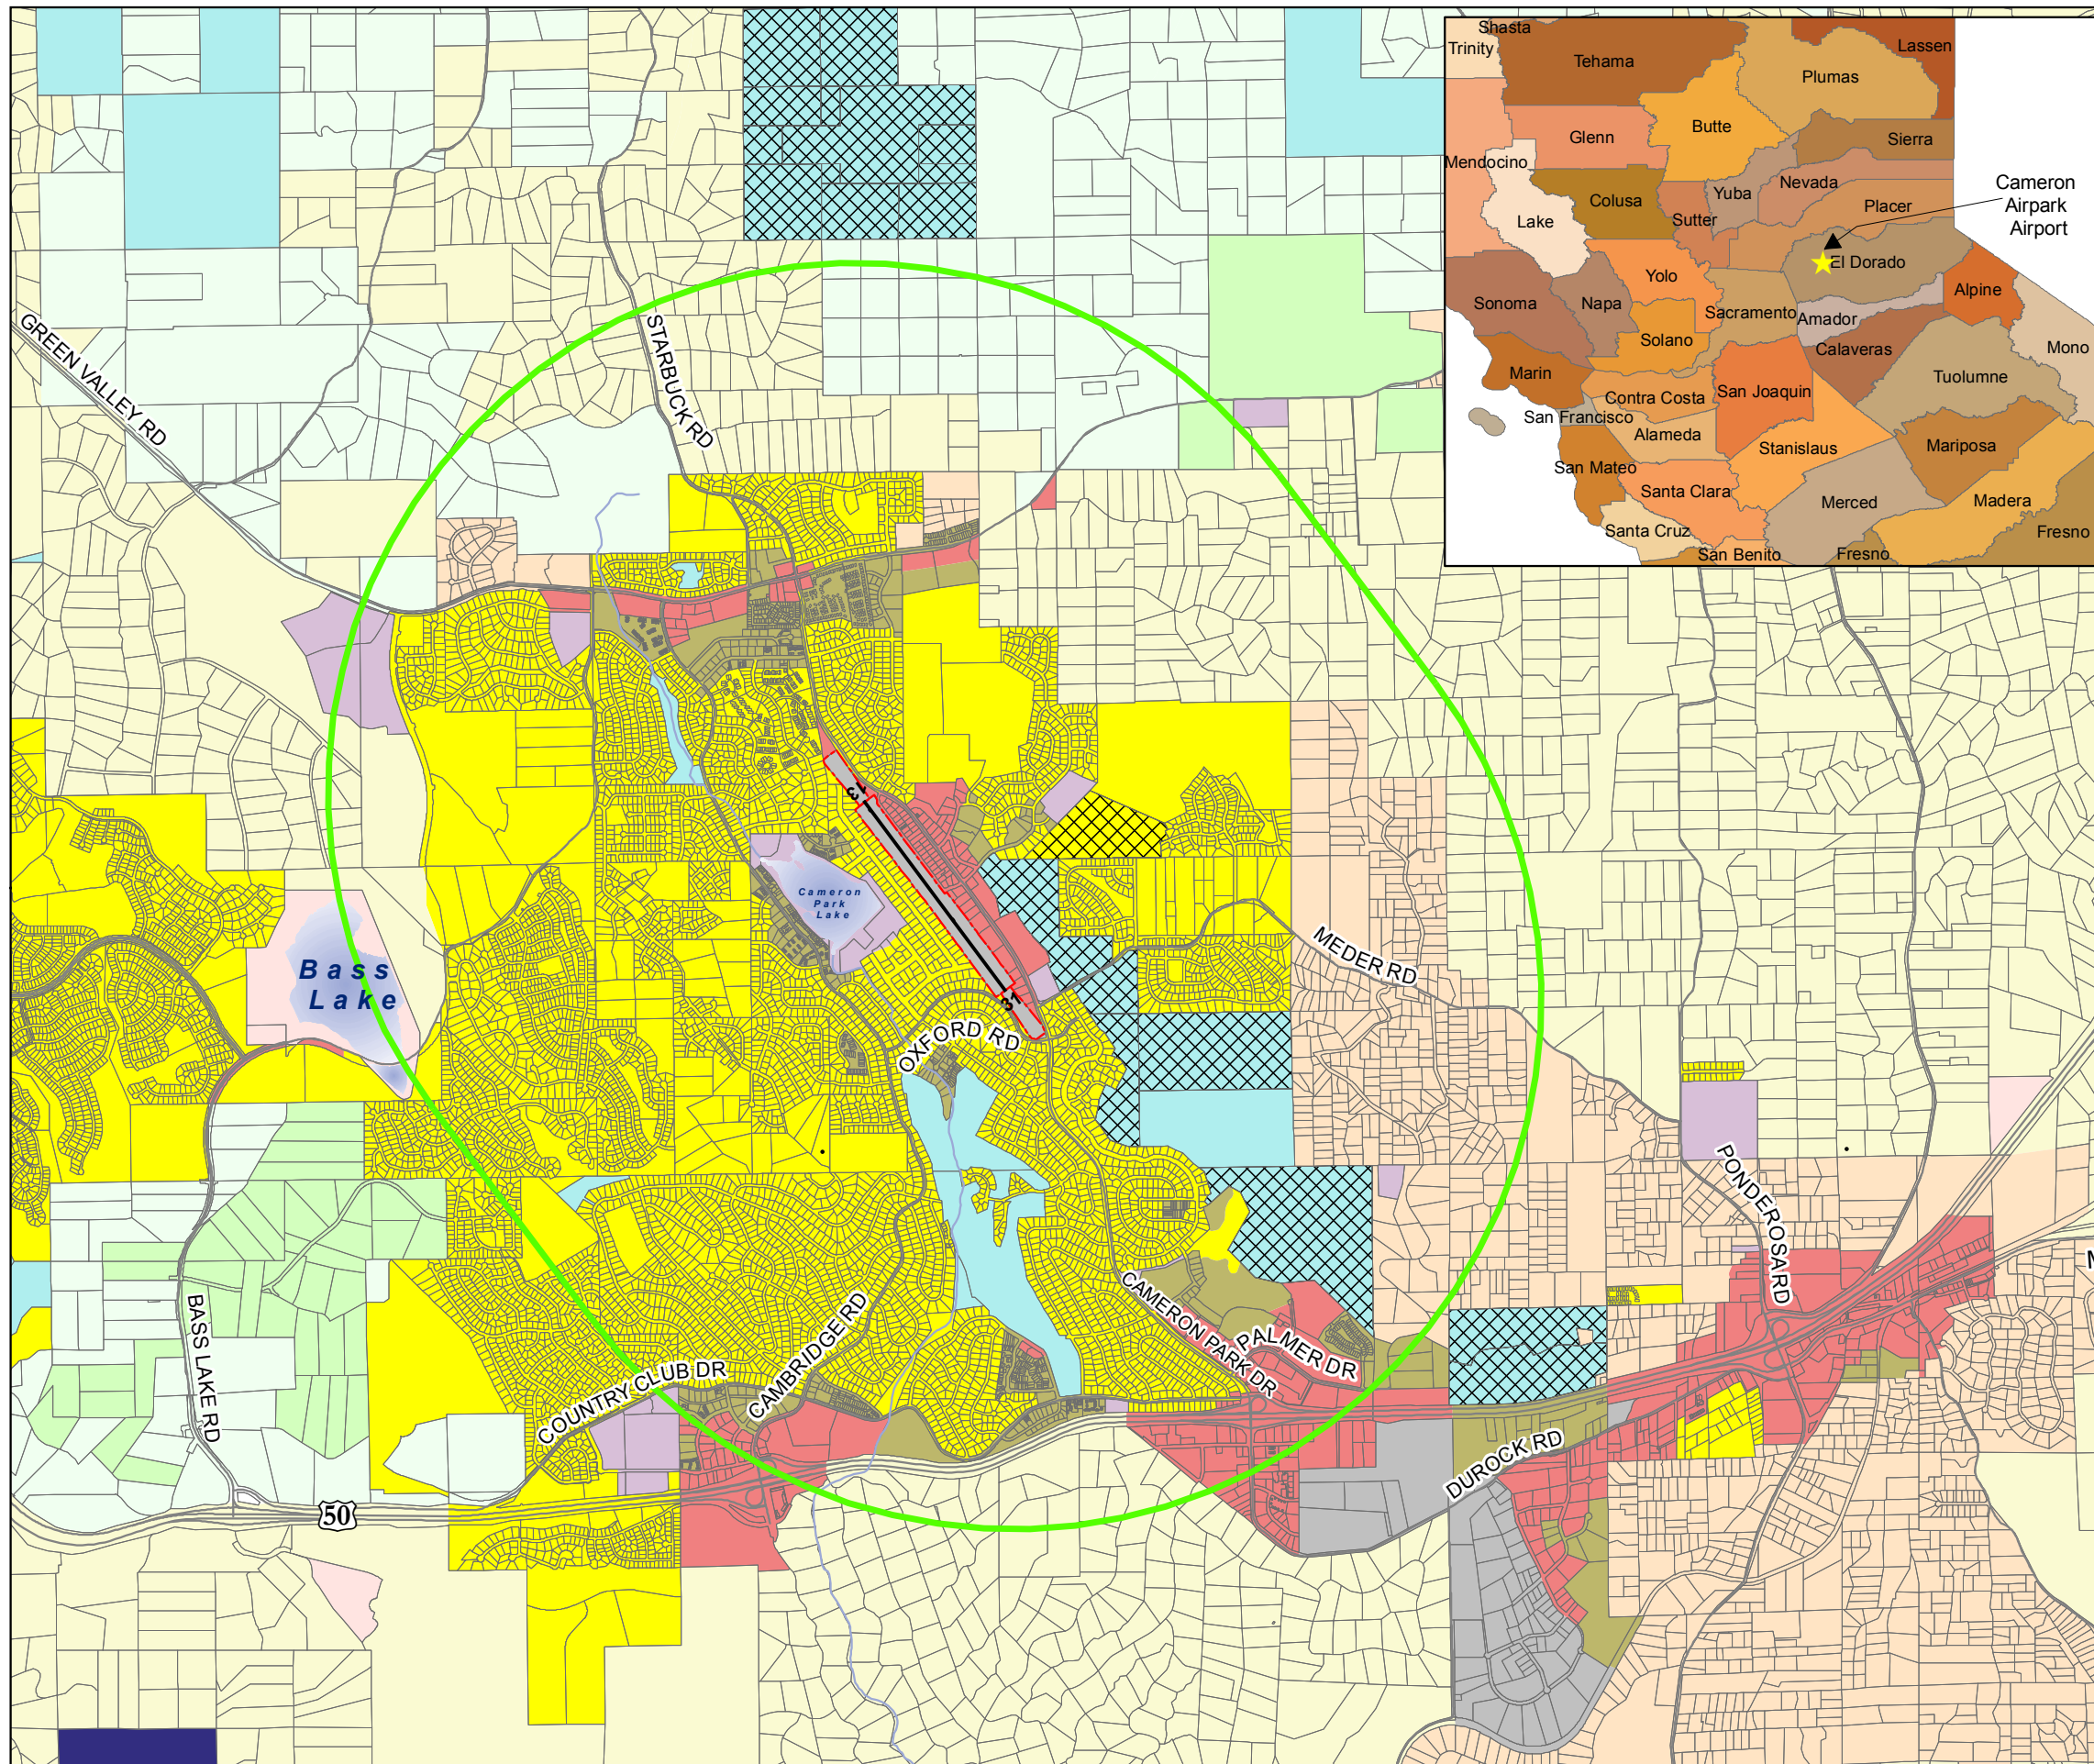 Shasta
Trinity
Tehama
Lassen
Plumas
Butte
Glenn
Sierra
Mendocino
Nevada
Yuba
Colusa
Placer
Sutter
Lake
Cameron
Airpark
Airport
El Dorado
Yolo
Alpine
Sonoma
Napa
Sacramento
Amador
Solano
Calaveras
Mono
Marin
Tuolumne
San Joaquin
Contra Costa
San Francisco
Alameda
Stanislaus
Mariposa
San Mateo
Santa Clara
Merced
Madera
Santa Cruz
San Benito
Fresno
Fresno
GREEN VALLEY RD
STARBUCK RD
Cameron
Park
Lake
Bass
Lake
MEDER RD
31
OXFORD RD
PONDEROSA RD
CAMERON PARK DR
PALMER DR
CAMBRIDGE RD
COUNTRY CLUB DR
BASS LAKE RD
DUROCK RD
50